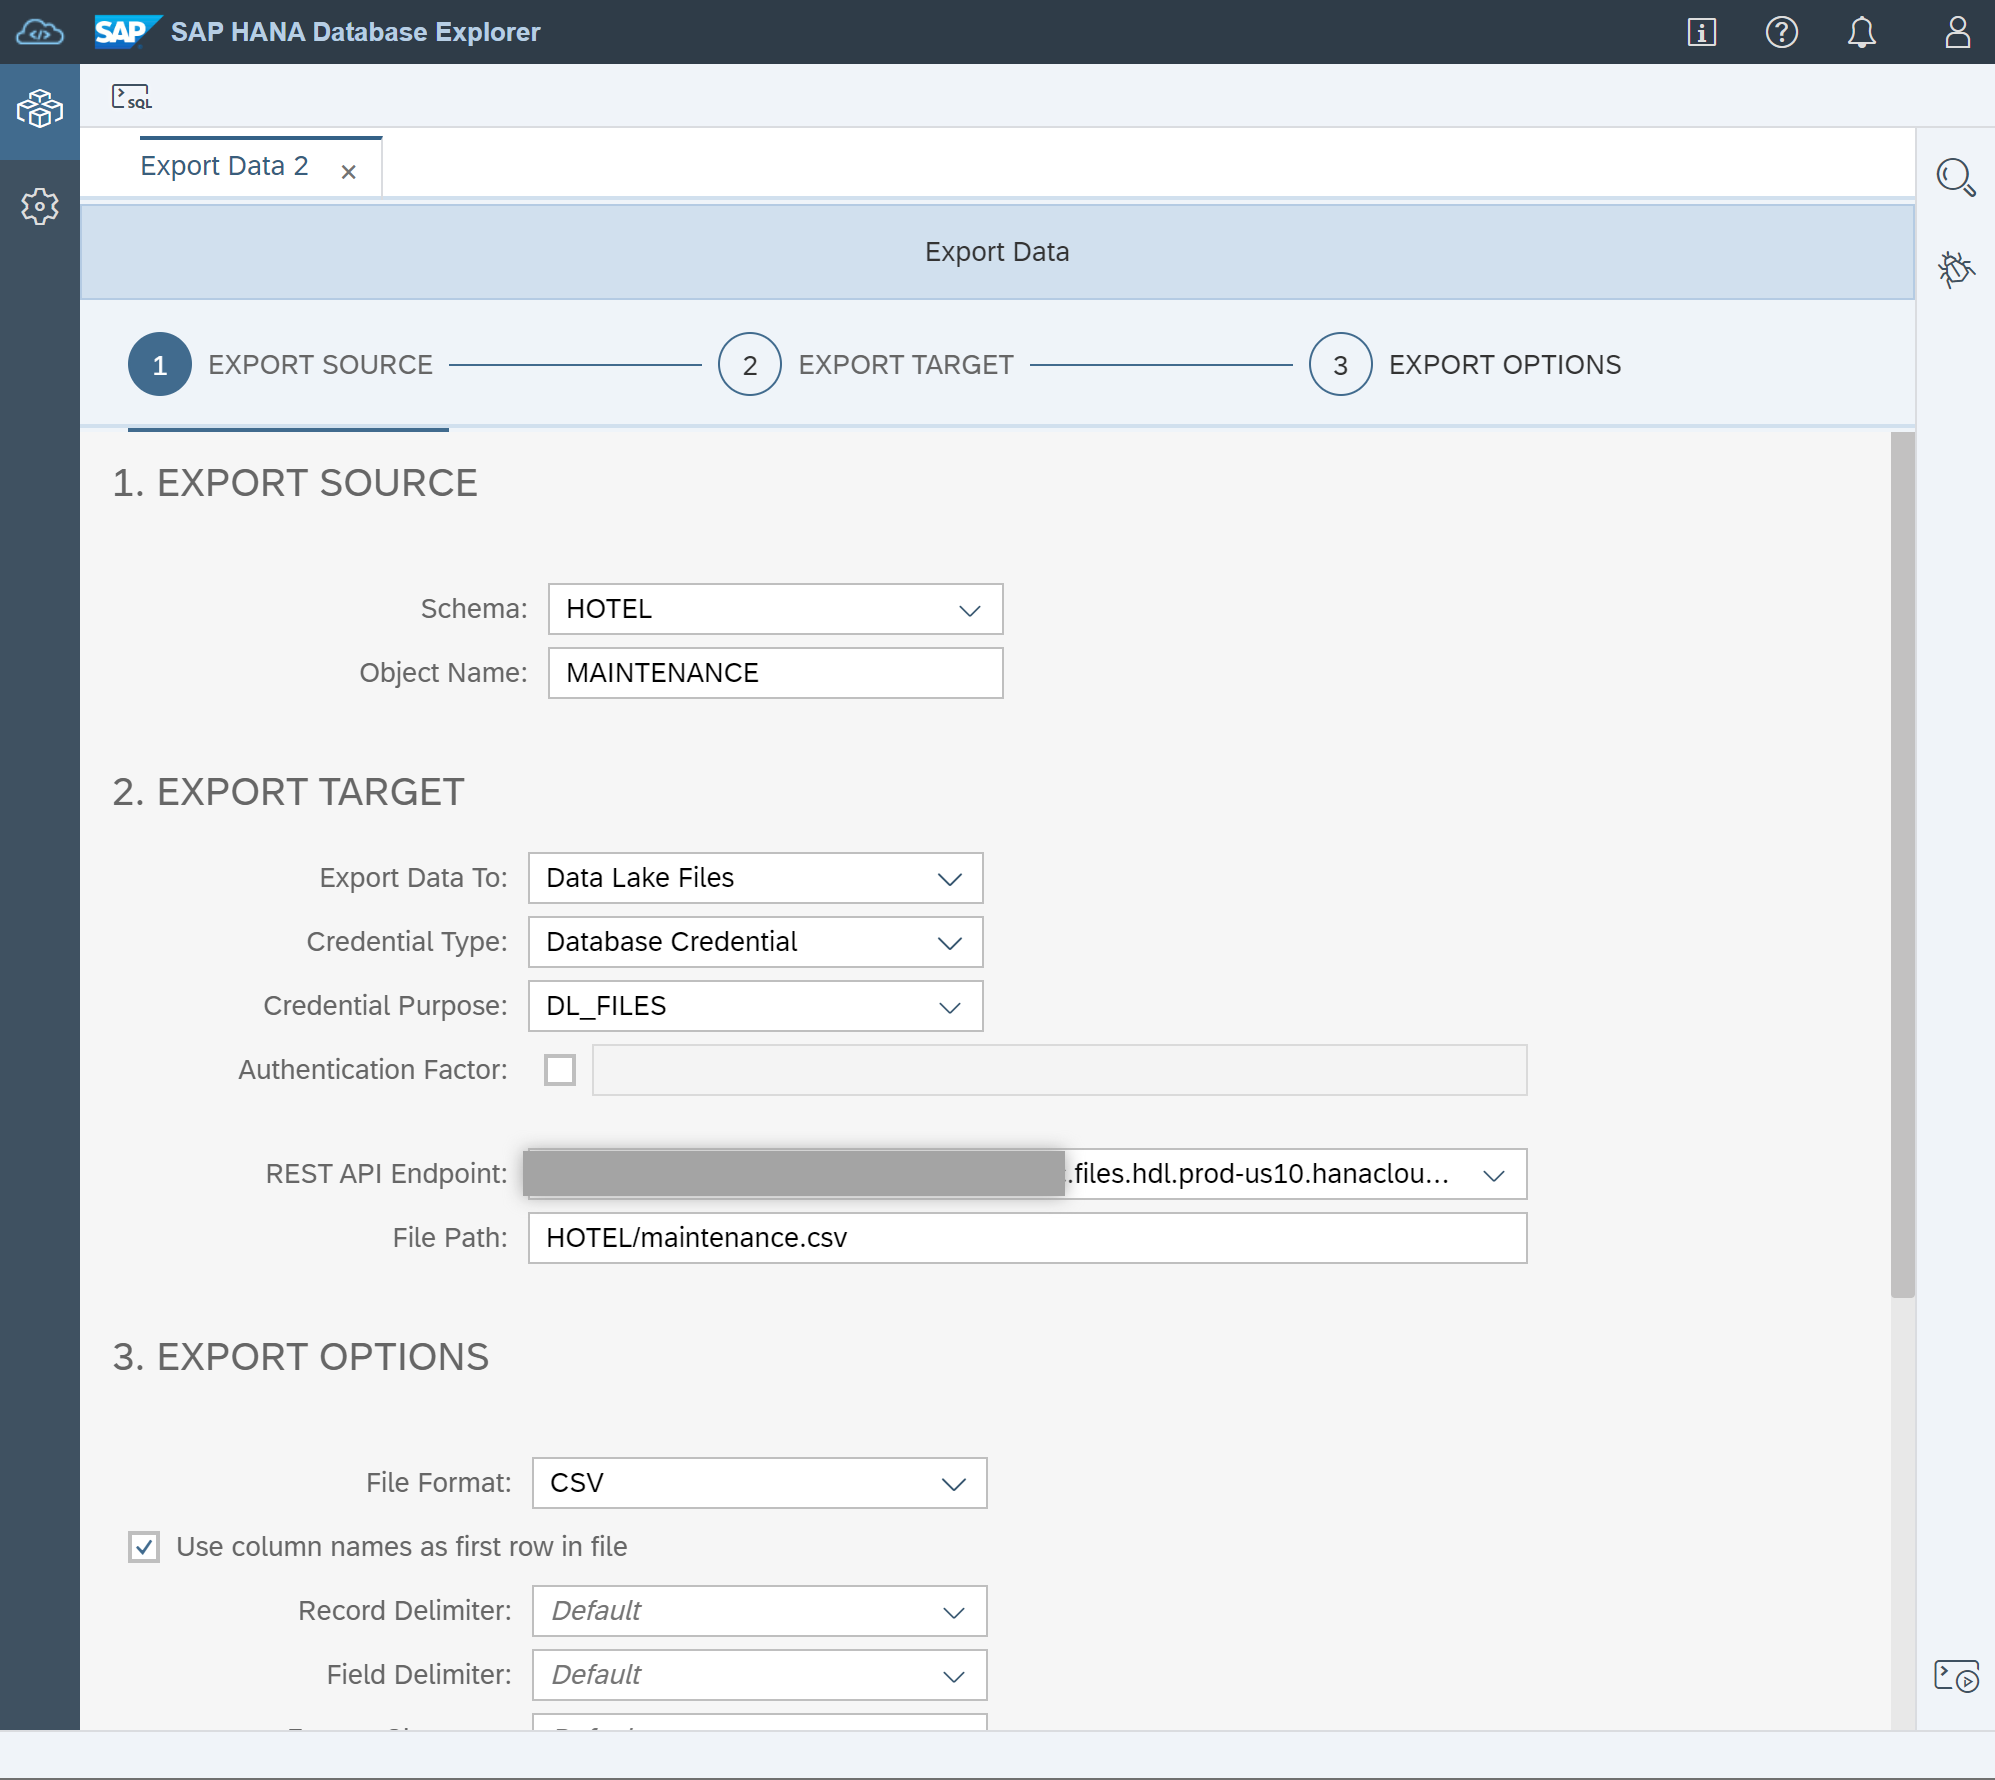 SAP SAP HANA Database Explorer
SQL
Export Data 2
Export Data
1 EXPORT SOURCE 2 EXPORT TARGET 3 EXPORT OPTIONS
1. EXPORT SOURCE
Schema: HOTEL
Object Name: MAINTENANCE
2. EXPORT TARGET
Export Data To: Data Lake Files
Credential Type: Database Credential
Credential Purpose: DL_FILES
Authentication Factor:
REST API Endpoint: .files.hdl.prod-us10.hanaclou...
File Path: HOTEL/maintenance.csv
3. EXPORT OPTIONS
File Format: CSV
Use column names as first row in file
Record Delimiter: Default
Field Delimiter: Default